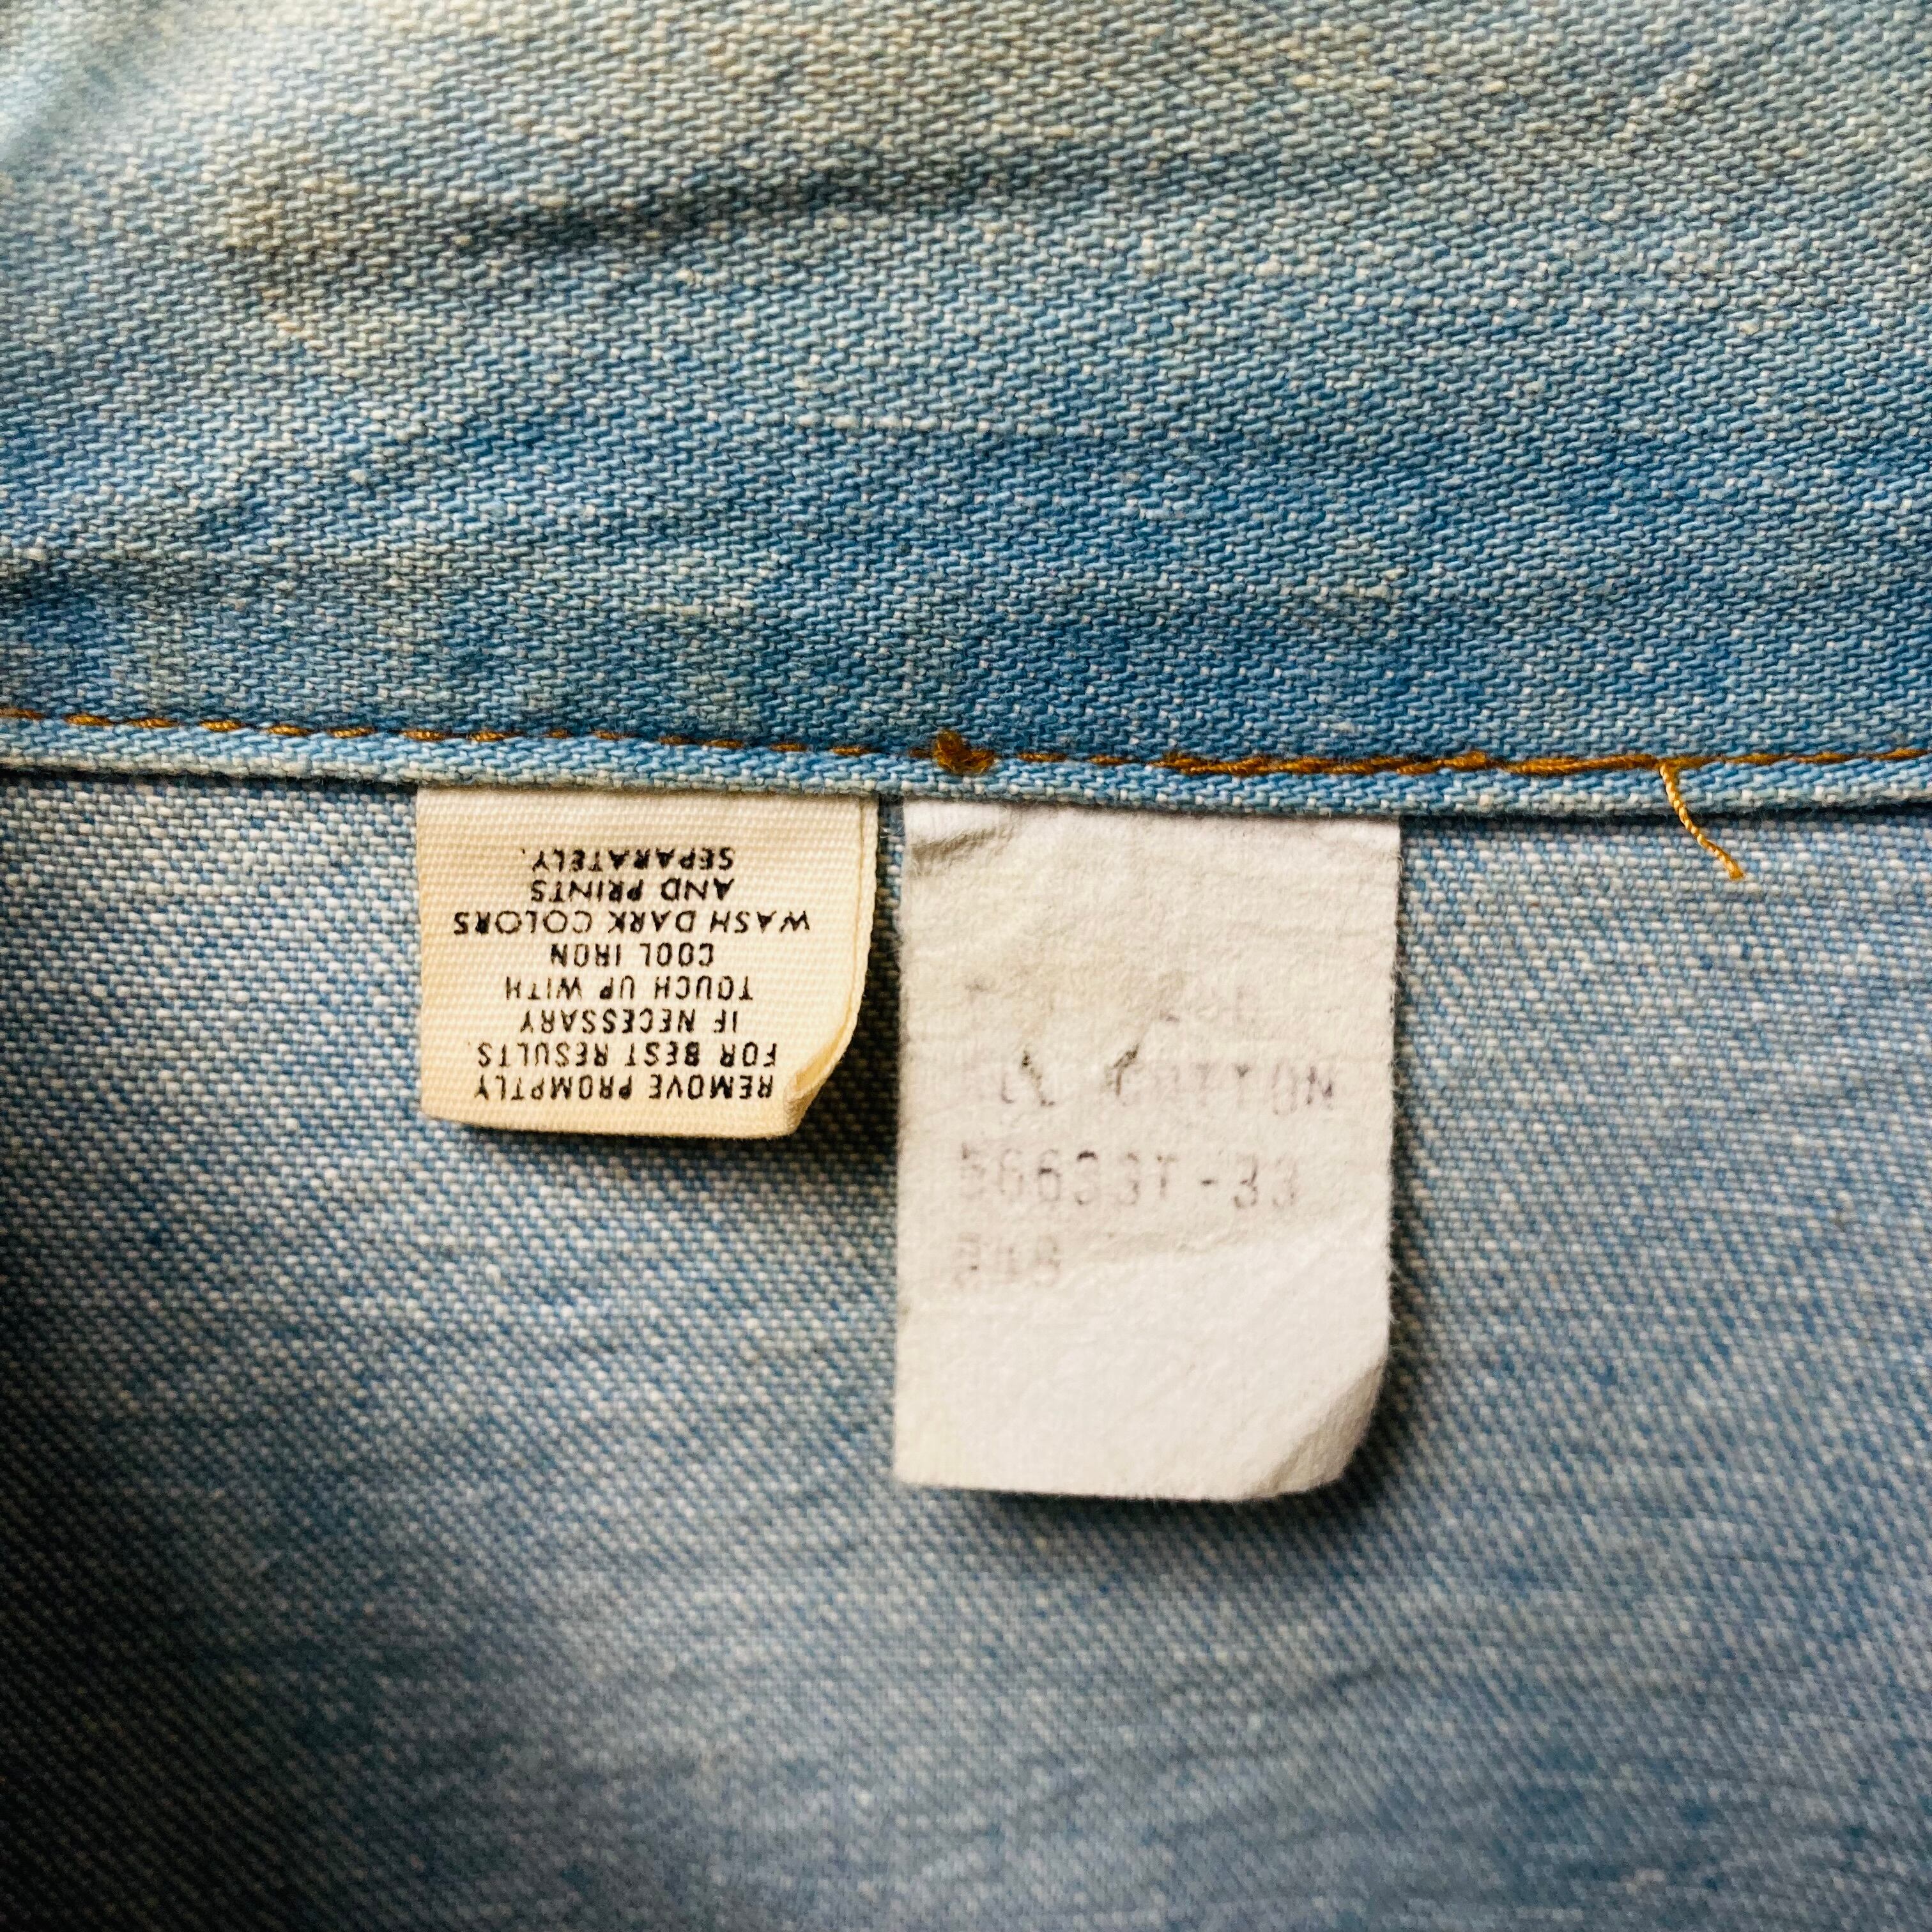 REMOVE PROMPTLY
FOR BEST RESULTS.
IF NECESSARY
TOUCH UP WITH
COOL IRON
WASH DARK COLORS
AND PRINTS
SEPARATELY.
COTTON